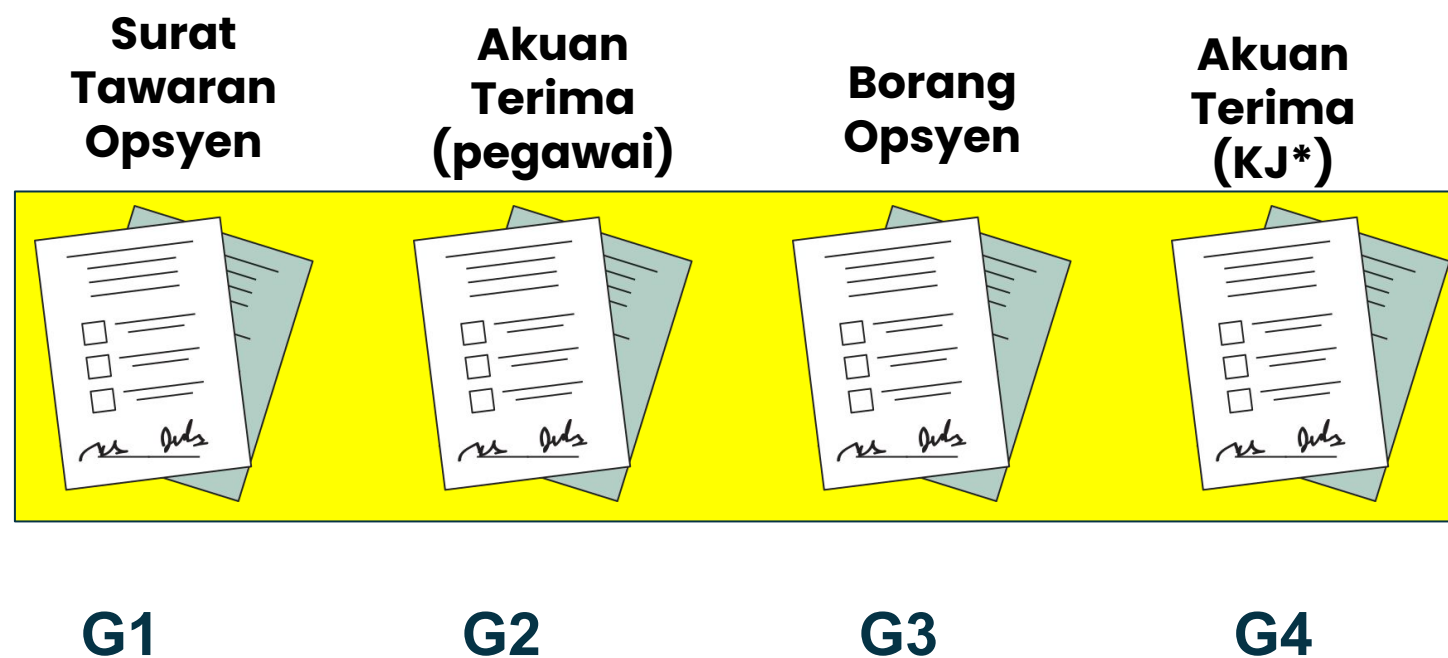 Surat
Tawaran
Opsyen
Akuan
Terima
(pegawai)
Borang
Opsyen
Akuan
Terima
(KJ*)
G1
G2
G3
G4